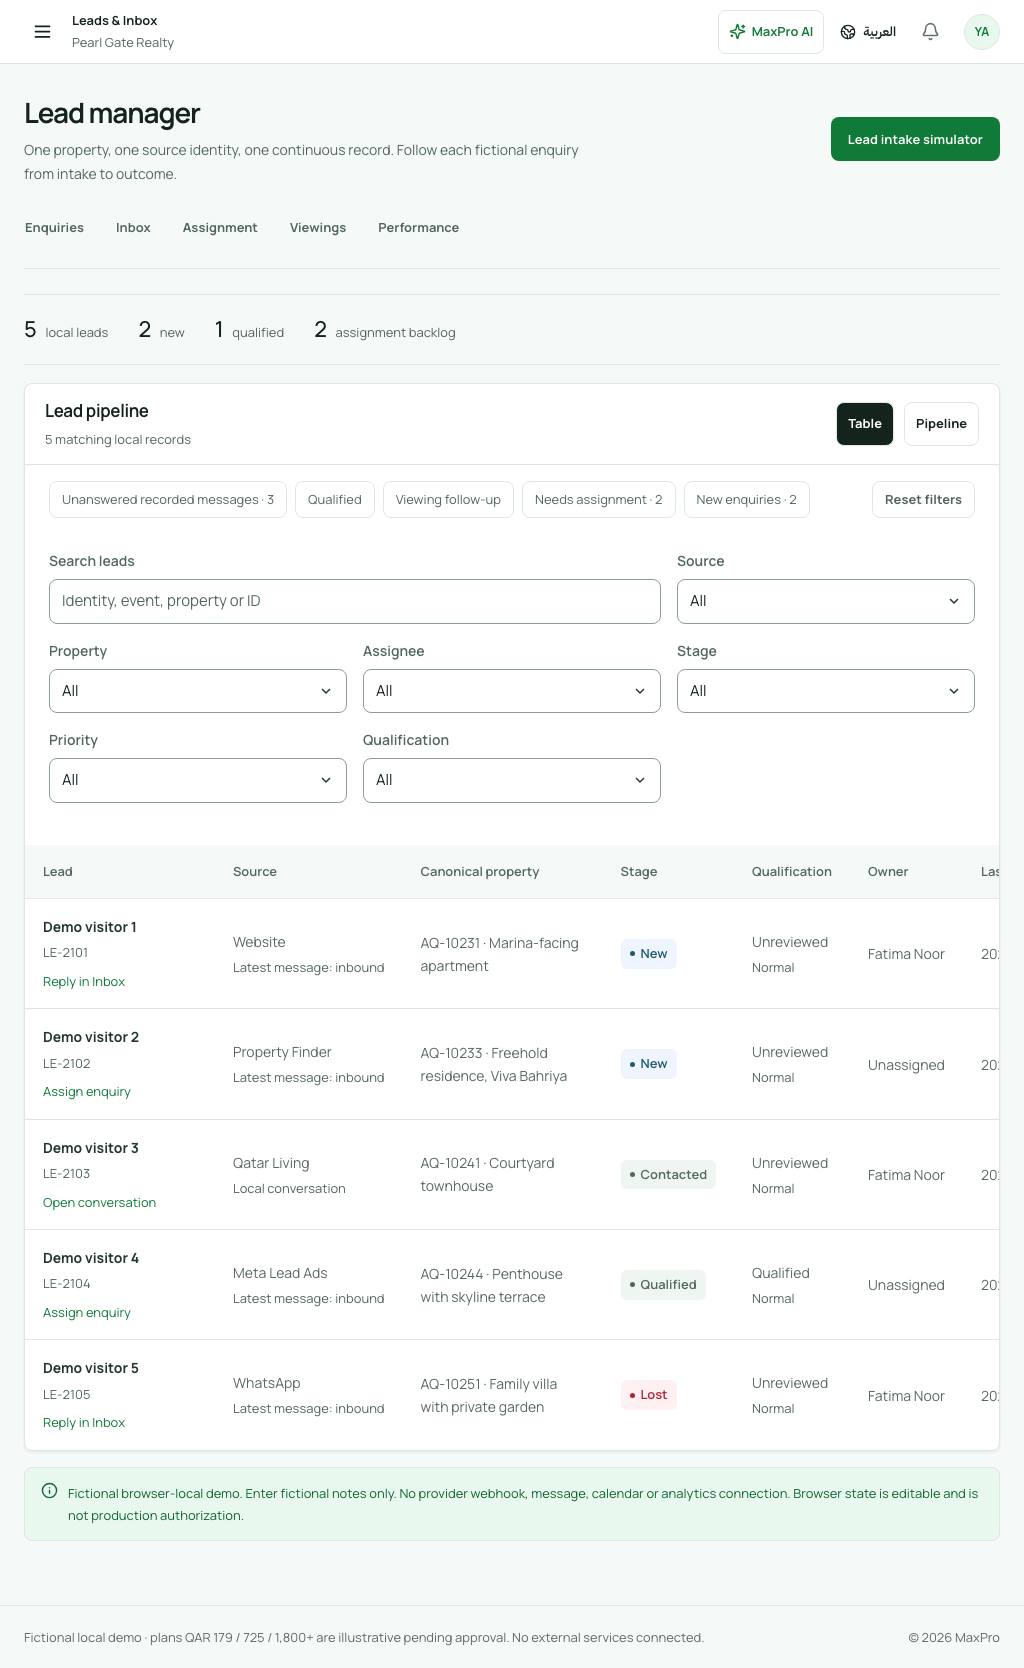 Leads & Inbox
Pearl Gate Realty
MaxPro AI
العربية
YA
Lead manager
One property, one source identity, one continuous record. Follow each fictional enquiry
from intake to outcome.
Lead intake simulator
Enquiries Inbox Assignment Viewings Performance
5 local leads 2 new 1 qualified 2 assignment backlog
Lead pipeline
5 matching local records
Table Pipeline
Unanswered recorded messages · 3 Qualified Viewing follow-up Needs assignment · 2 New enquiries · 2 Reset filters
Search leads Source
Identity, event, property or ID All
Property Assignee Stage
All All All
Priority Qualification
All All
Lead Source Canonical property Stage Qualification Owner
Demo visitor 1
LE-2101
Reply in Inbox
Website
Latest message: inbound
AQ-10231 · Marina-facing
apartment
New
Unreviewed
Normal
Fatima Noor
Demo visitor 2
LE-2102
Assign enquiry
Property Finder
Latest message: inbound
AQ-10233 · Freehold
residence, Viva Bahriya
New
Unreviewed
Normal
Unassigned
Demo visitor 3
LE-2103
Open conversation
Qatar Living
Local conversation
AQ-10241 · Courtyard
townhouse
Contacted
Unreviewed
Normal
Fatima Noor
Demo visitor 4
LE-2104
Assign enquiry
Meta Lead Ads
Latest message: inbound
AQ-10244 · Penthouse
with skyline terrace
Qualified
Qualified
Normal
Unassigned
Demo visitor 5
LE-2105
Reply in Inbox
WhatsApp
Latest message: inbound
AQ-10251 · Family villa
with private garden
Lost
Unreviewed
Normal
Fatima Noor
Fictional browser-local demo. Enter fictional notes only. No provider webhook, message, calendar or analytics connection. Browser state is editable and is
not production authorization.
Fictional local demo · plans QAR 179 / 725 / 1,800+ are illustrative pending approval. No external services connected.
© 2026 MaxPro